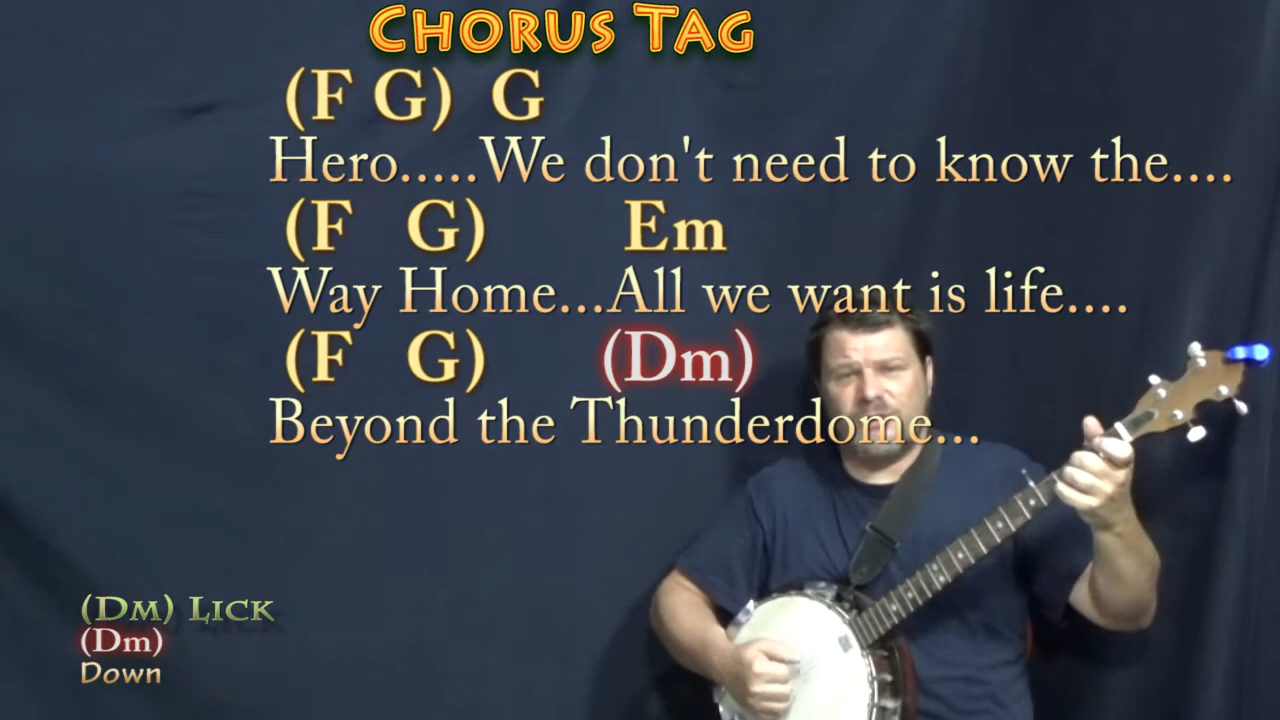 CHORUS TAG
(F G) G
Hero.....We don't need to know the....
(F G) Em
Way Home...All we want is life....
(F G) (Dm)
Beyond the Thunderdome...
(DM) LICK
(Dm)
Down